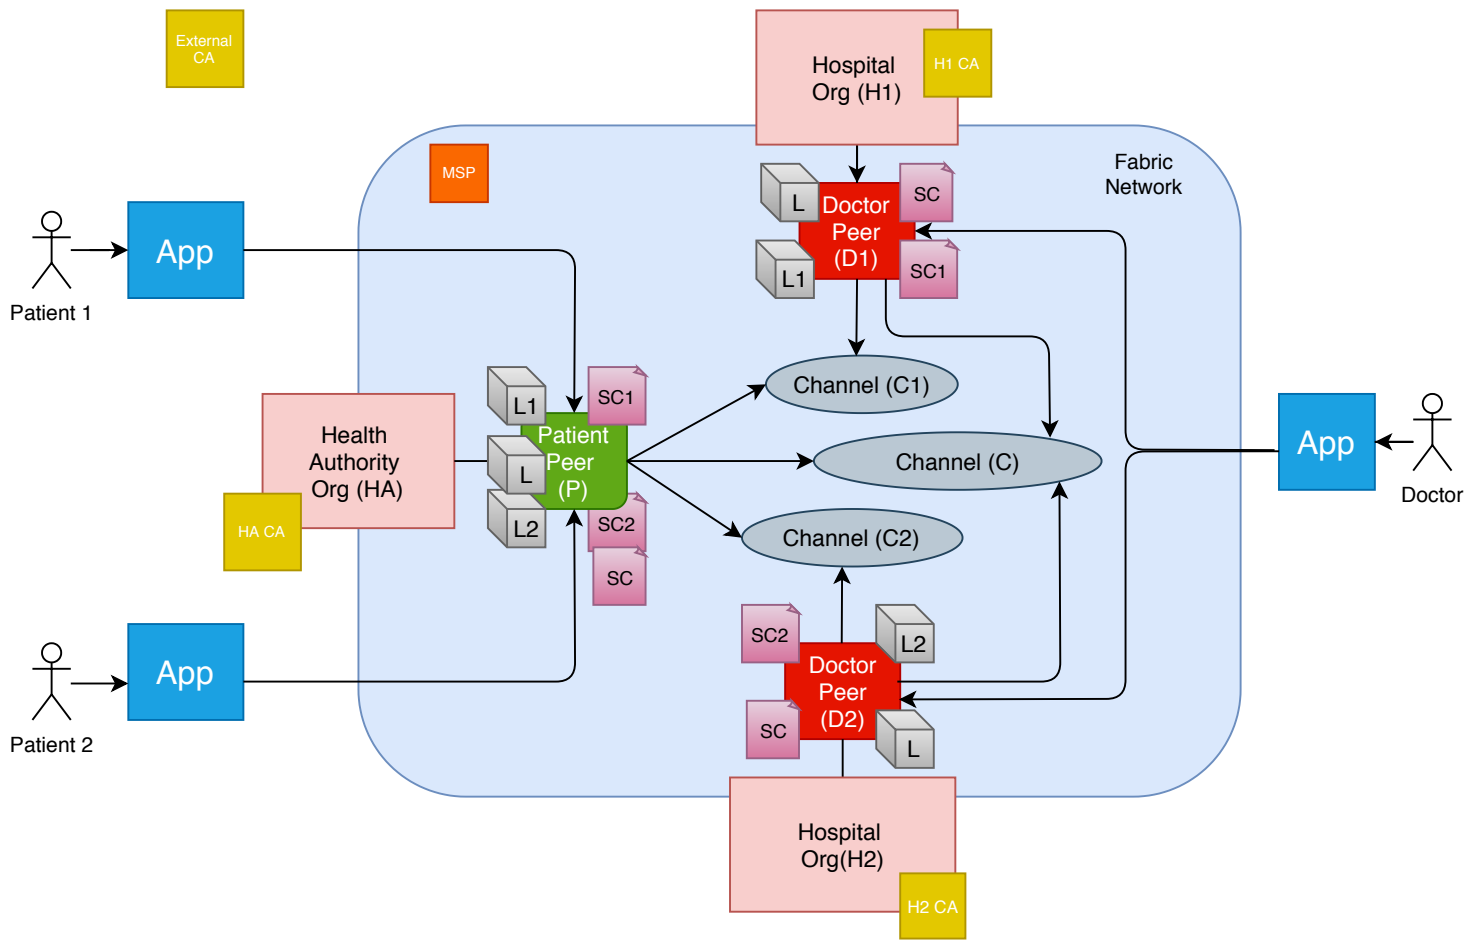 External
CA
Hospital
Org (H1)
H1 CA
MSP
Fabric
Network
L
Doctor
Peer
(D1)
SC
L1
SC1
Patient 1
App
Channel (C1)
L1
SC1
Health
Authority
Org (HA)
HA CA
Patient
Peer
(P)
L
L2
SC2
SC
Channel (C)
Channel (C2)
App
Doctor
Patient 2
App
SC2
L2
Doctor
Peer
(D2)
SC
L
Hospital
Org(H2)
H2 CA